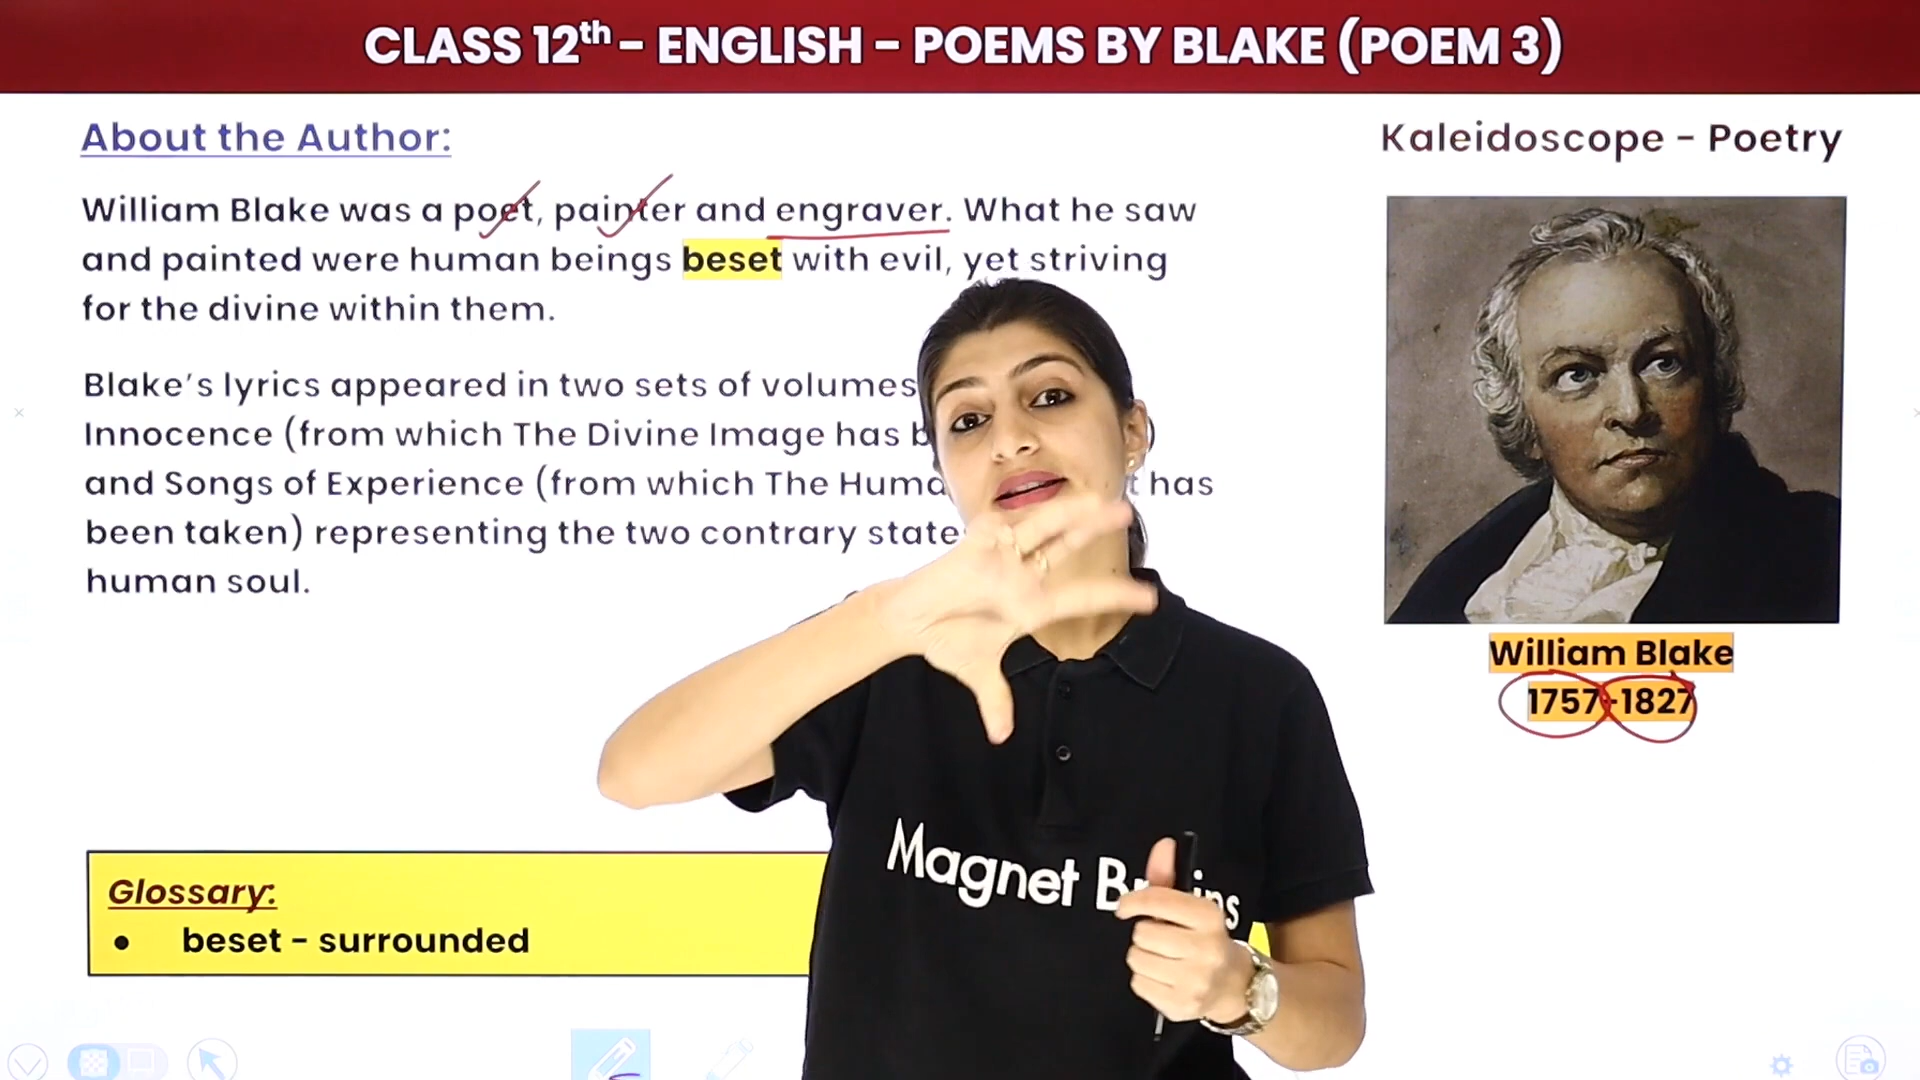 CLASS 12th – ENGLISH – POEMS BY BLAKE (POEM 3)
About the Author:
Kaleidoscope - Poetry
William Blake was a poet, painter and engraver. What he saw
and painted were human beings beset with evil, yet striving
for the divine within them.
Blake's lyrics appeared in two sets of volumes
Innocence (from which The Divine Image has
and Songs of Experience (from which The has
been taken) representing the two contrary
human soul.
William Blake
1757-1827
Glossary:
● beset - surrounded
Magnet